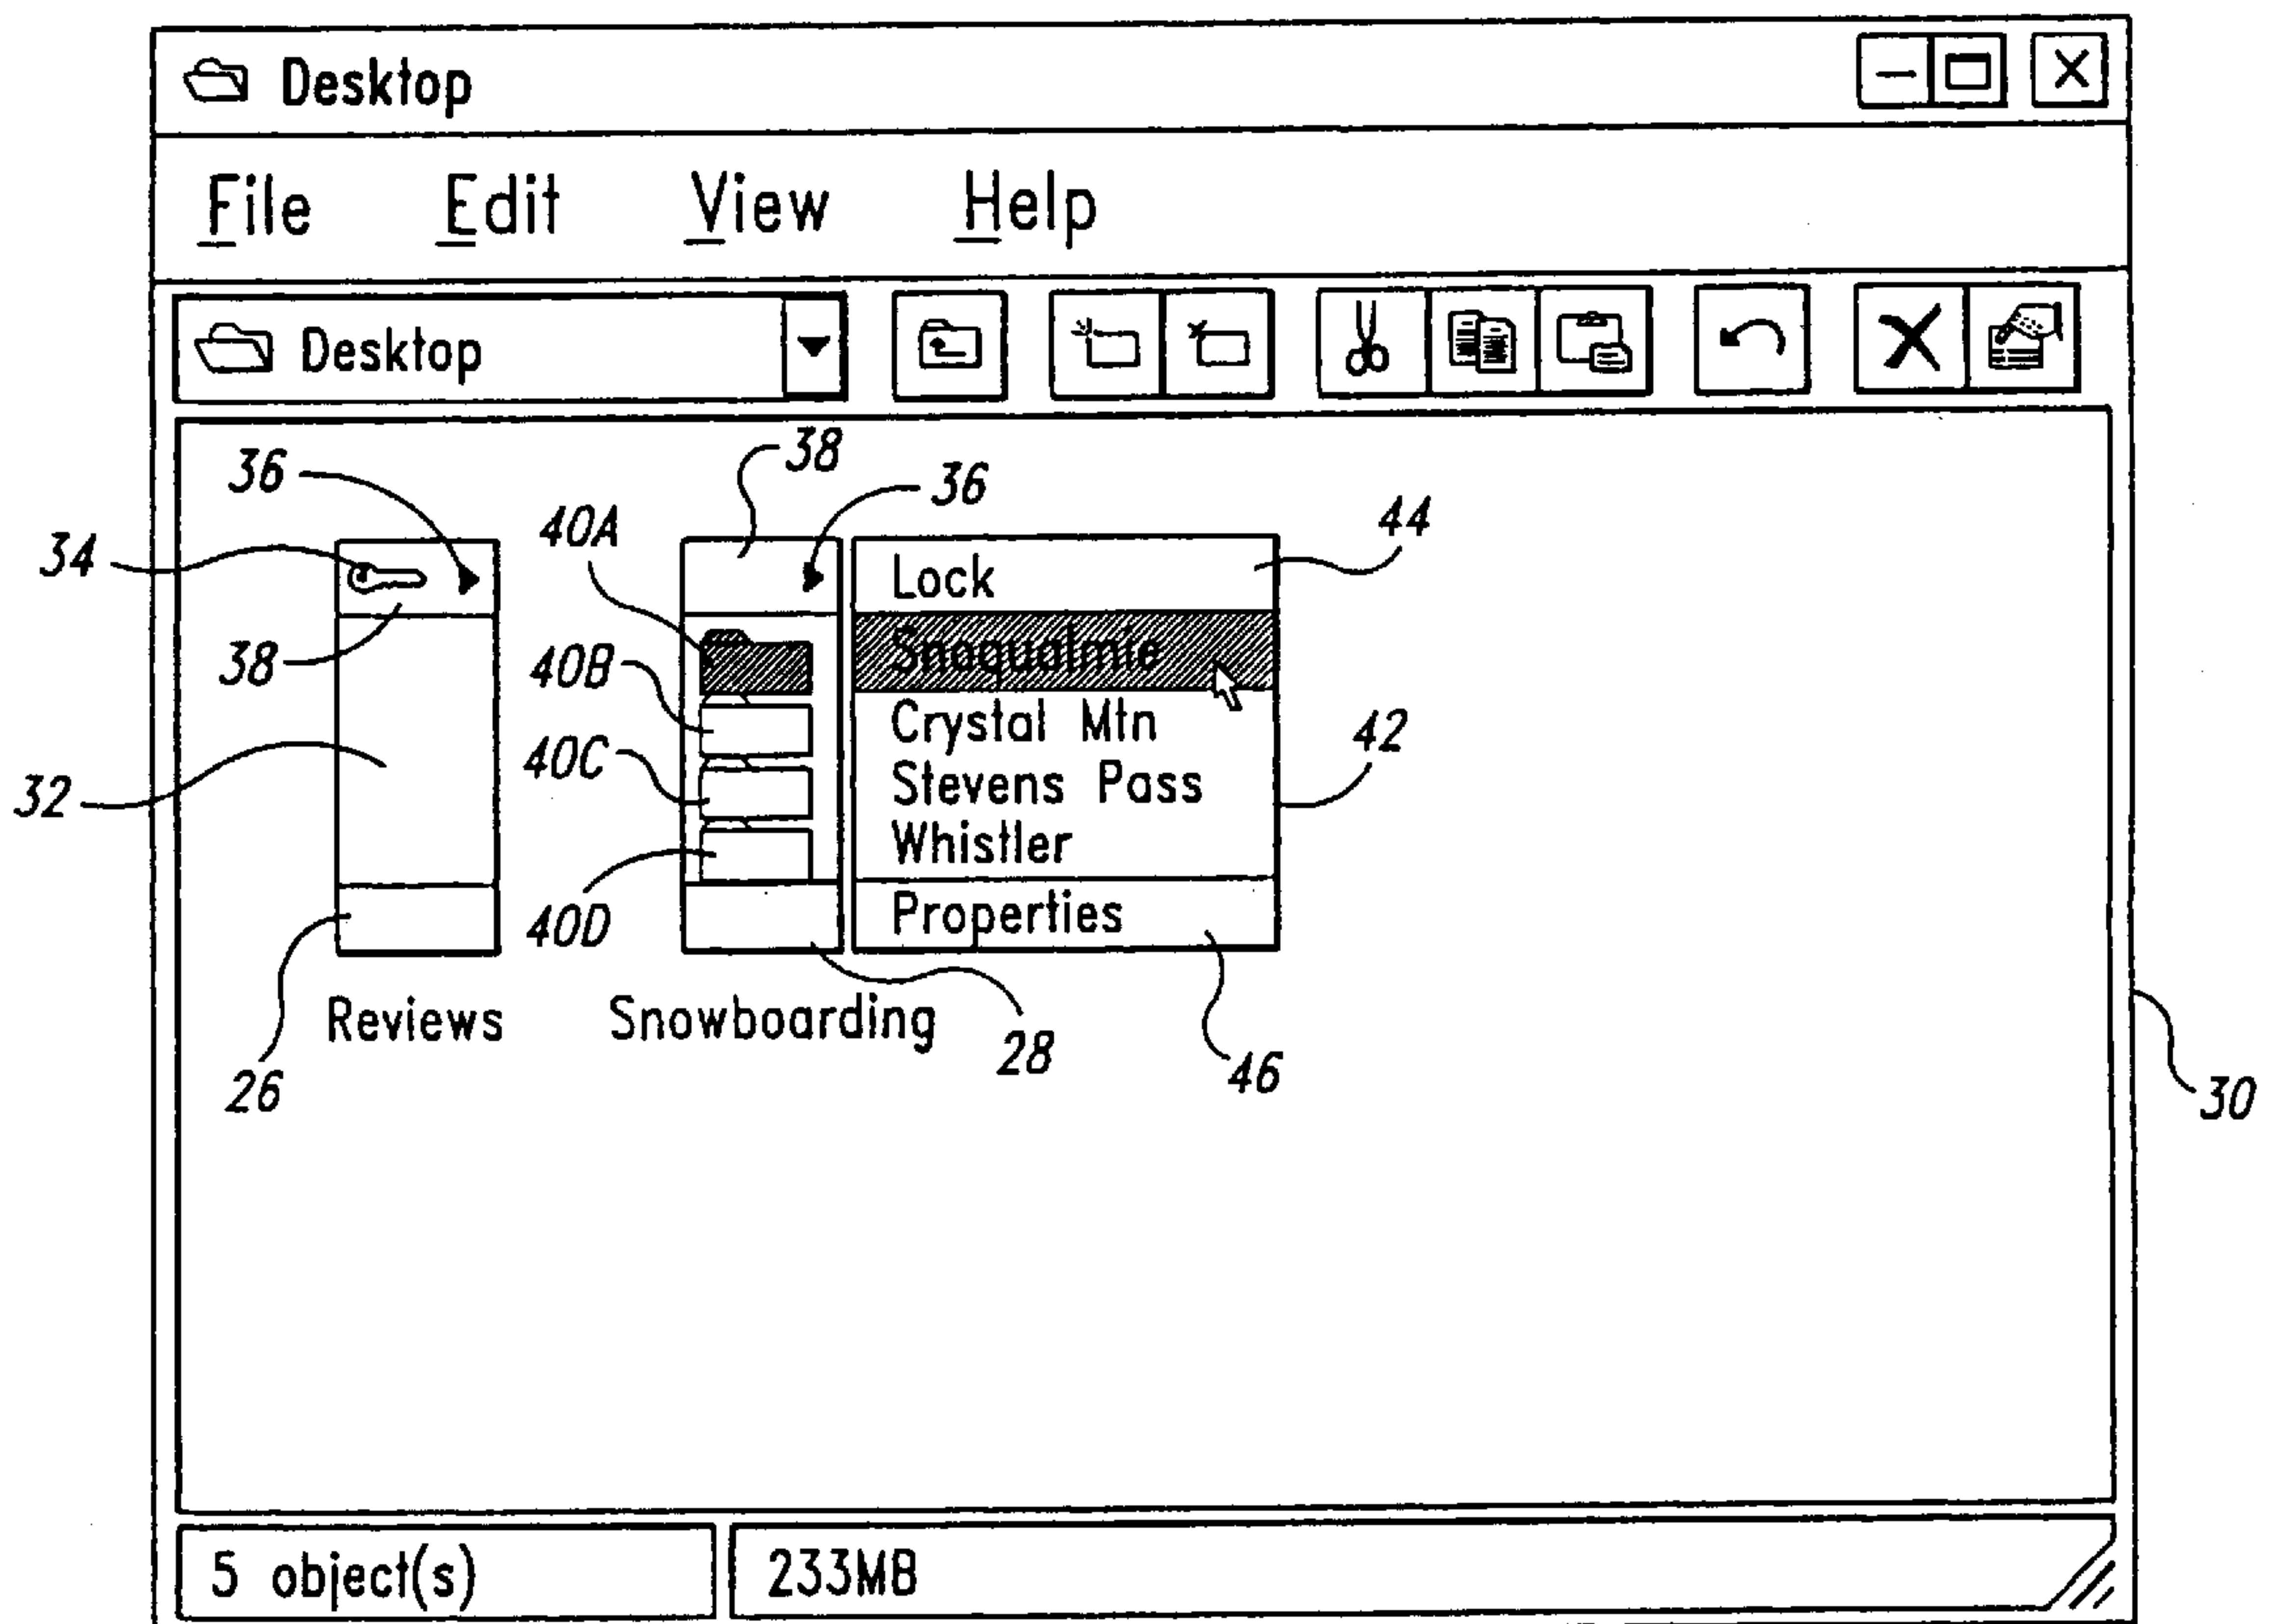 Desktop
File Edit View Help
Desktop
38
36
36
40A
44
34
Lock
38
40B
Snoqualmie
Crystal Mtn
42
40C
Stevens Pass
32
Whistler
40D
Properties
Reviews
Snowboarding
28
46
26
30
5 object(s)
233MB